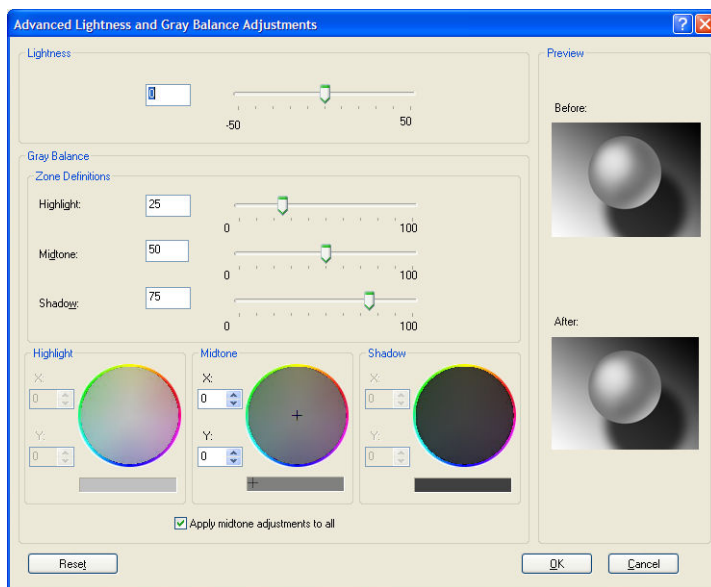 Advanced Lightness and Gray Balance Adjustments
Lightness
0
-50 50
Gray Balance
Zone Definitions
Highlight: 25
0 100
Midtone: 50
0 100
Shadow: 75
0 100
Highlight
X:
0
Y:
0
Midtone
X:
0
Y:
0
Shadow
X:
0
Y:
0
Apply midtone adjustments to all
Preview
Before:
After:
Reset
OK
Cancel